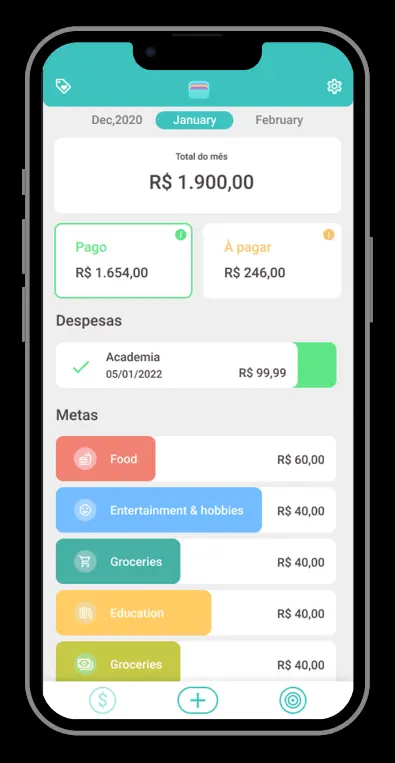 Dec,2020 January February
Total do mês
R$ 1.900,00
Pago À pagar
R$ 1.654,00 R$ 246,00
Despesas
Academia
05/01/2022 R$ 99,99
Metas
Food R$ 60,00
Entertainment & hobbies R$ 40,00
Groceries R$ 40,00
Education R$ 40,00
Groceries R$ 40,00